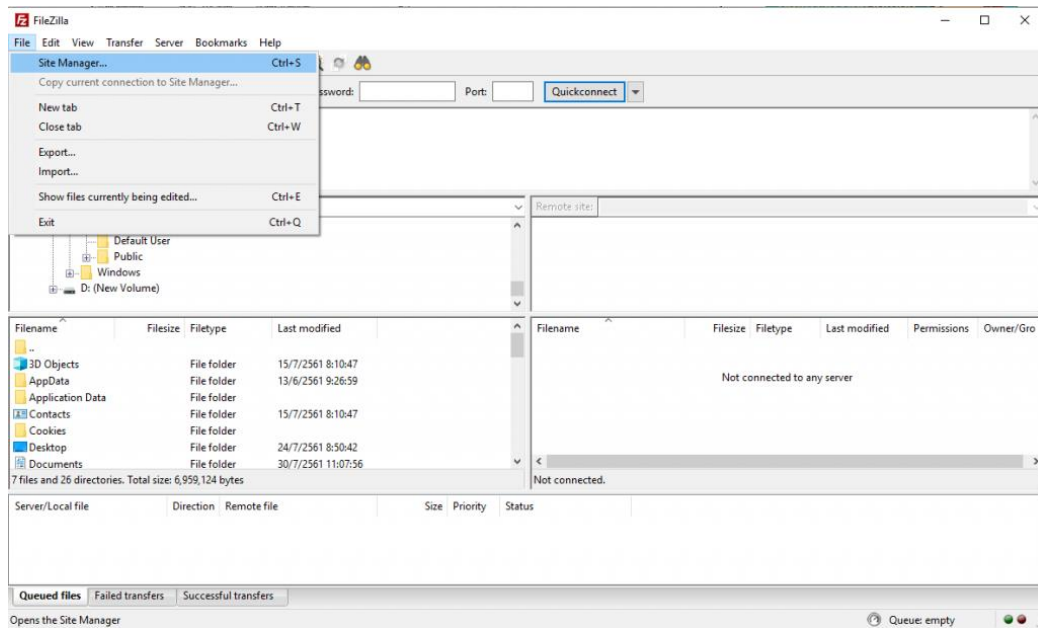 FileZilla
File Edit View Transfer Server Bookmarks Help
Site Manager... Ctrl+S
Copy current connection to Site Manager...
New tab Ctrl+T
Close tab Ctrl+W
Export...
Import...
Show files currently being edited... Ctrl+E
Exit Ctrl+Q
ssword: Port: Quickconnect
Remote site:
Default User
Public
Windows
D: (New Volume)
Filename Filesize Filetype Last modified
..
3D Objects File folder 15/7/2561 8:10:47
AppData File folder 13/6/2561 9:26:59
Application Data File folder
Contacts File folder 15/7/2561 8:10:47
Cookies File folder
Desktop File folder 24/7/2561 8:50:42
Documents File folder 30/7/2561 11:07:56
7 files and 26 directories. Total size: 6,959,124 bytes
Filename Filesize Filetype Last modified Permissions Owner/Gro
Not connected to any server
Not connected.
Server/Local file Direction Remote file Size Priority Status
Queued files Failed transfers Successful transfers
Opens the Site Manager Queue: empty